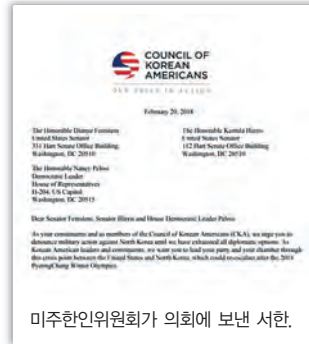 COUNCIL OF
KOREAN
AMERICANS
OUR VOICE IN ACTION
February 20, 2018
The Honorable Dianne Feinstein
United States Senator
331 Hart Senate Office Building
Washington, DC 20510
The Honorable Kamala Harris
United States Senator
112 Hart Senate Office Building
Washington, DC 20510
The Honorable Nancy Pelosi
Democratic Leader
House of Representatives
H-204, US Capitol
Washington, DC 20515
Dear Senator Feinstein, Senator Harris and House Democratic Leader Pelosi
As your constituents and as members of the Council of Korean Americans (CKA), we urge you to
denounce military action against North Korea until we have exhausted all diplomatic options. As
Korean American leaders and constituents, we want you to lead your party and your chamber through
this crisis point between the United States and North Korea, which could re-escalate after the 2018
PyeongChang Winter Olympics.
미주한인위원회가 의회에 보낸 서한.